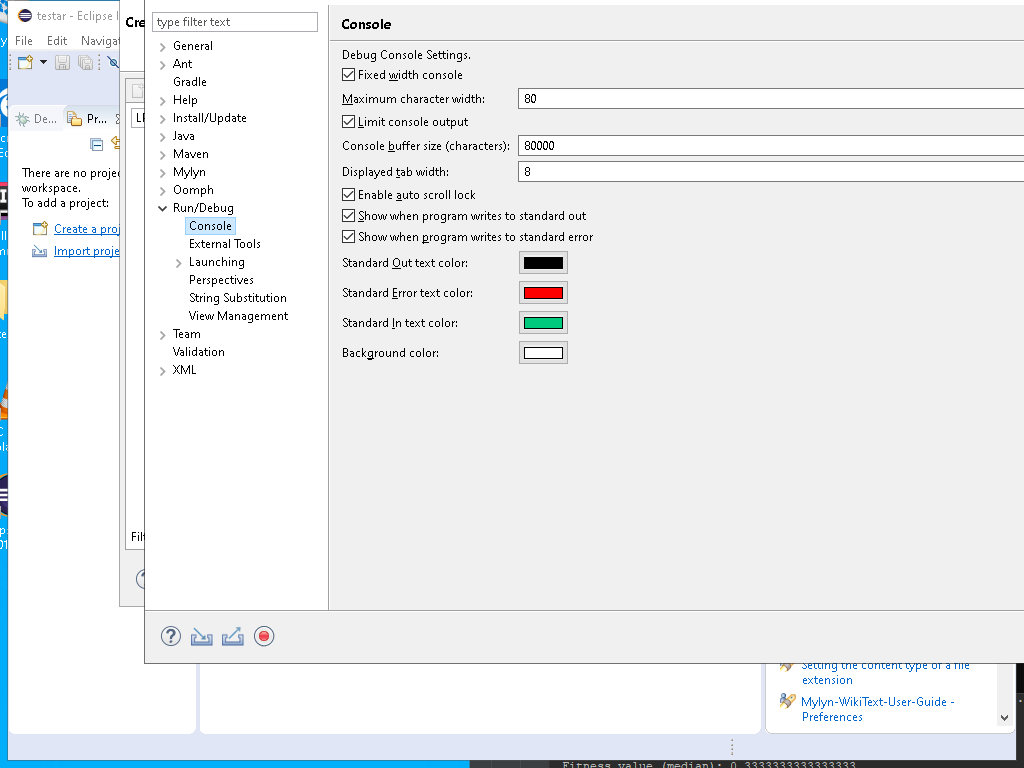 testar - Eclipse I
File Edit Navigat
De...
Pr...
There are no projec
workspace.
To add a project:
Create a proj
Import proje
Cre
LP
Filt
type filter text
General
Ant
Gradle
Help
Install/Update
Java
Maven
Mylyn
Oomph
Run/Debug
Console
External Tools
Launching
Perspectives
String Substitution
View Management
Team
Validation
XML
Console
Debug Console Settings.
Fixed width console
Maximum character width: 80
Limit console output
Console buffer size (characters): 80000
Displayed tab width: 8
Enable auto scroll lock
Show when program writes to standard out
Show when program writes to standard error
Standard Out text color:
Standard Error text color:
Standard In text color:
Background color:
Setting the content type of a file
extension
Mylyn-WikiText-User-Guide -
Preferences
Fitness value (median): 0.3333333333333333